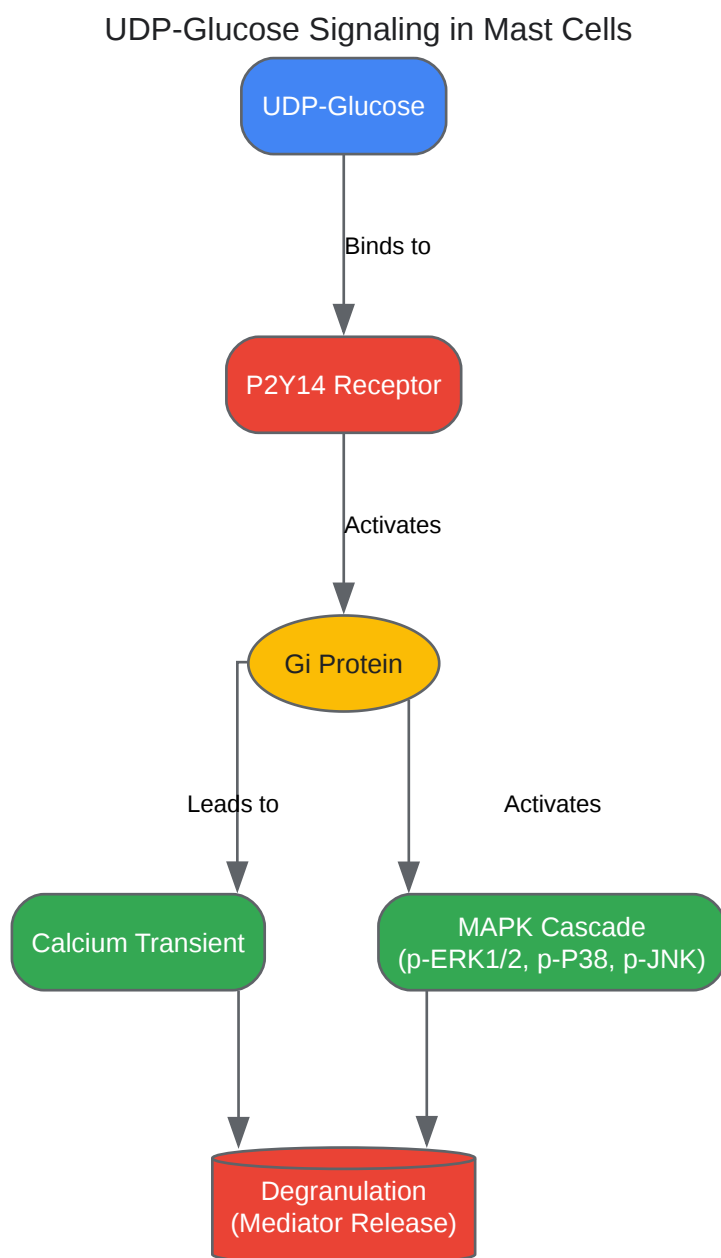 UDP-Glucose Signaling in Mast Cells
UDP-Glucose
Binds to
P2Y14 Receptor
Activates
Gi Protein
Leads to
Activates
Calcium Transient
MAPK Cascade
(p-ERK1/2, p-P38, p-JNK)
Degranulation
(Mediator Release)